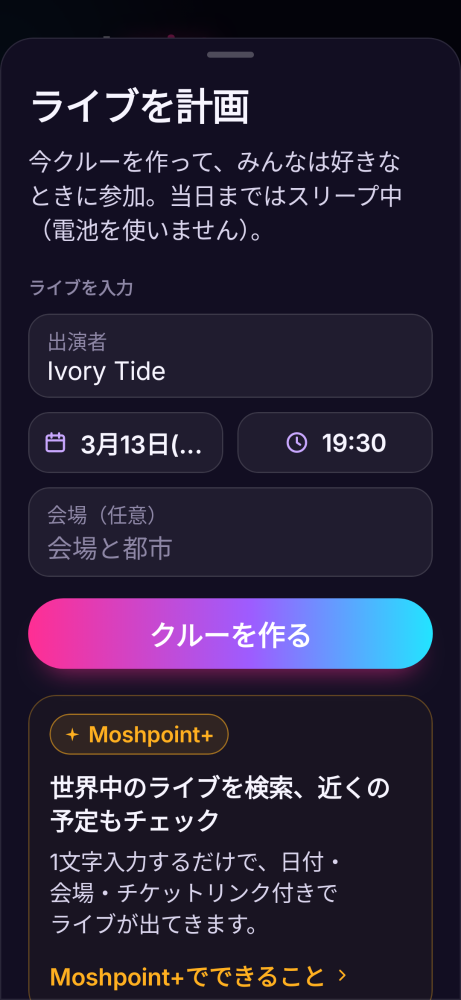 ライブを計画
今クルーを作って、みんなは好きな
ときに参加。当日まではスリープ中
（電池を使いません）。
ライブを入力
出演者
Ivory Tide
3月13日(...
19:30
会場（任意）
会場と都市
クルーを作る
Moshpoint+
世界中のライブを検索、近くの
予定もチェック
1文字入力するだけで、日付・
会場・チケットリンク付きで
ライブが出てきます。
Moshpoint+でできること